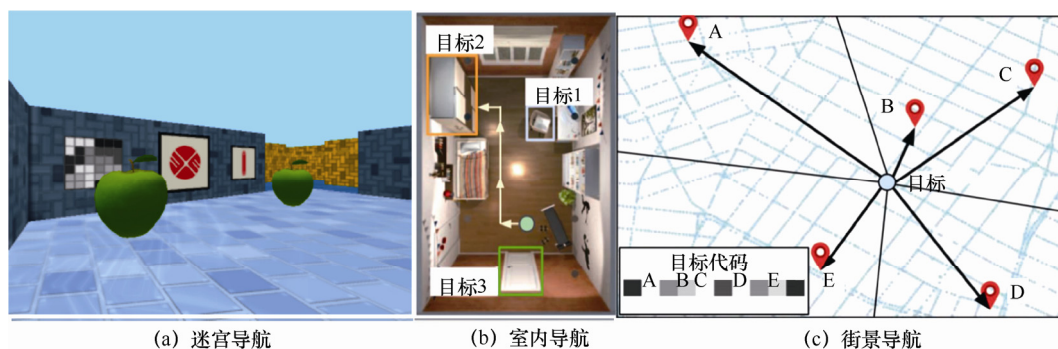 目标2
目标1
目标3
A
C
B
目标
E
D
目标代码
A B C D E
(a) 迷宫导航
(b) 室内导航
(c) 街景导航